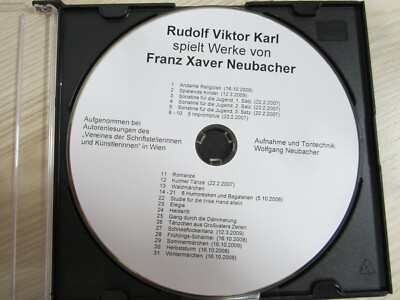 Rudolf Viktor Karl
spielt Werke von
Franz Xaver Neubacher
1 Andante Religioso (16.10.2008)
2 Spielende Kinder (12.3.2009)
3 Sonatine für die Jugend, 1. Satz (22.2.2007)
4 Sonatine für die Jugend, 2. Satz (22.2.2007)
5 Sonatine für die Jugend, 3. Satz (22.2.2007)
6 - 10 5 Impromptus (22.2.2007)
Aufgenommen bei
Autorenlesungen des
„Vereines der Schriftstellerinnen
und Künstlerinnen" in Wien
Aufnahme und Tontechnik:
Wolfgang Neubacher
11 Romanze
12 Kulmer Tänze (22.2.2007)
13 Waldmärchen
14 - 21 8 Humoresken und Bagatellen (5.10.2006)
22 Studie für die linke Hand allein
23 Elegie
24 Heidelitt
25 Gang durch die Dämmerung
26 Tänzchen aus Großvaters Zeiten
27 Schneeflockentanz (12.3.2009)
28 Frühlings-Schalmei (16.10.2008)
29 Sommermärchen (16.10.2008)
30 Herbststurm (16.10.2008)
31 Wintermärchen (16.10.2008)